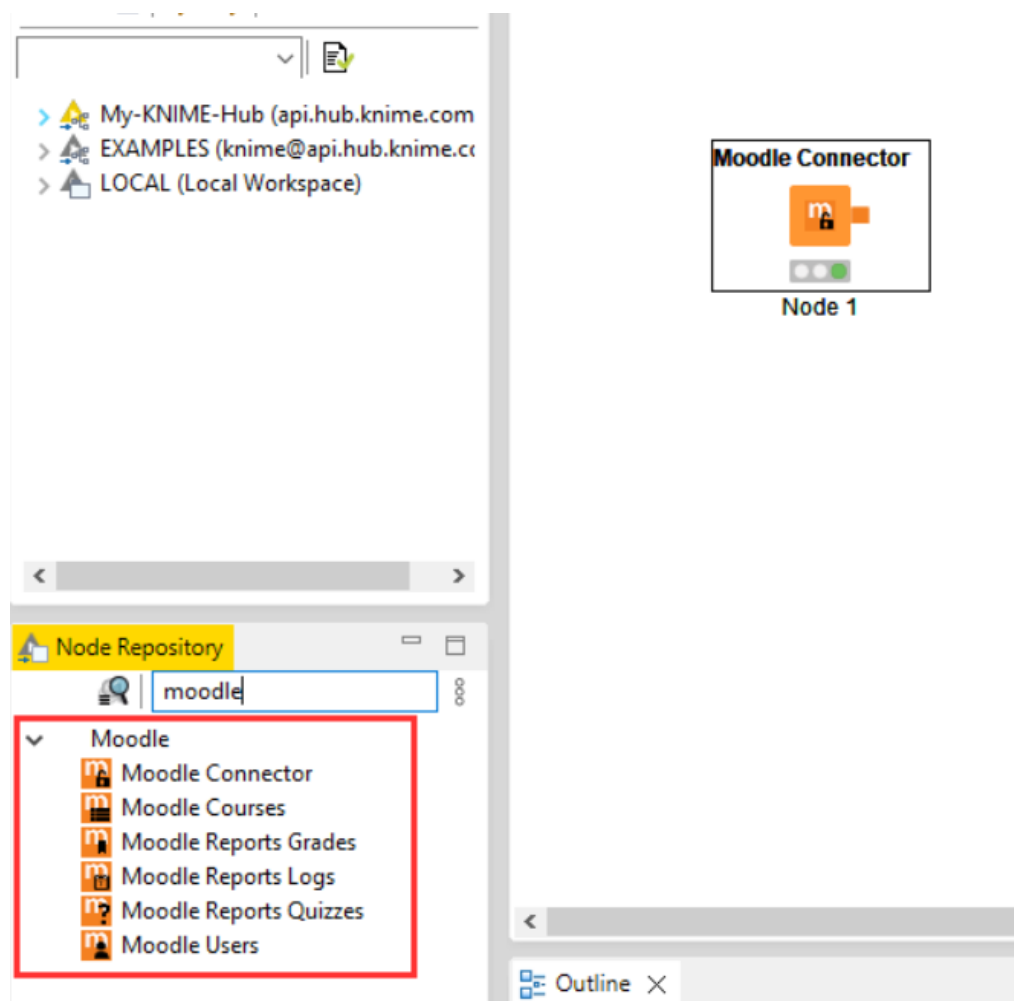 My-KNIME-Hub (api.hub.knime.com
EXAMPLES (knime@api.hub.knime.co
LOCAL (Local Workspace)
Moodle Connector
Node 1
Node Repository
moodle
Moodle
Moodle Connector
Moodle Courses
Moodle Reports Grades
Moodle Reports Logs
Moodle Reports Quizzes
Moodle Users
Outline